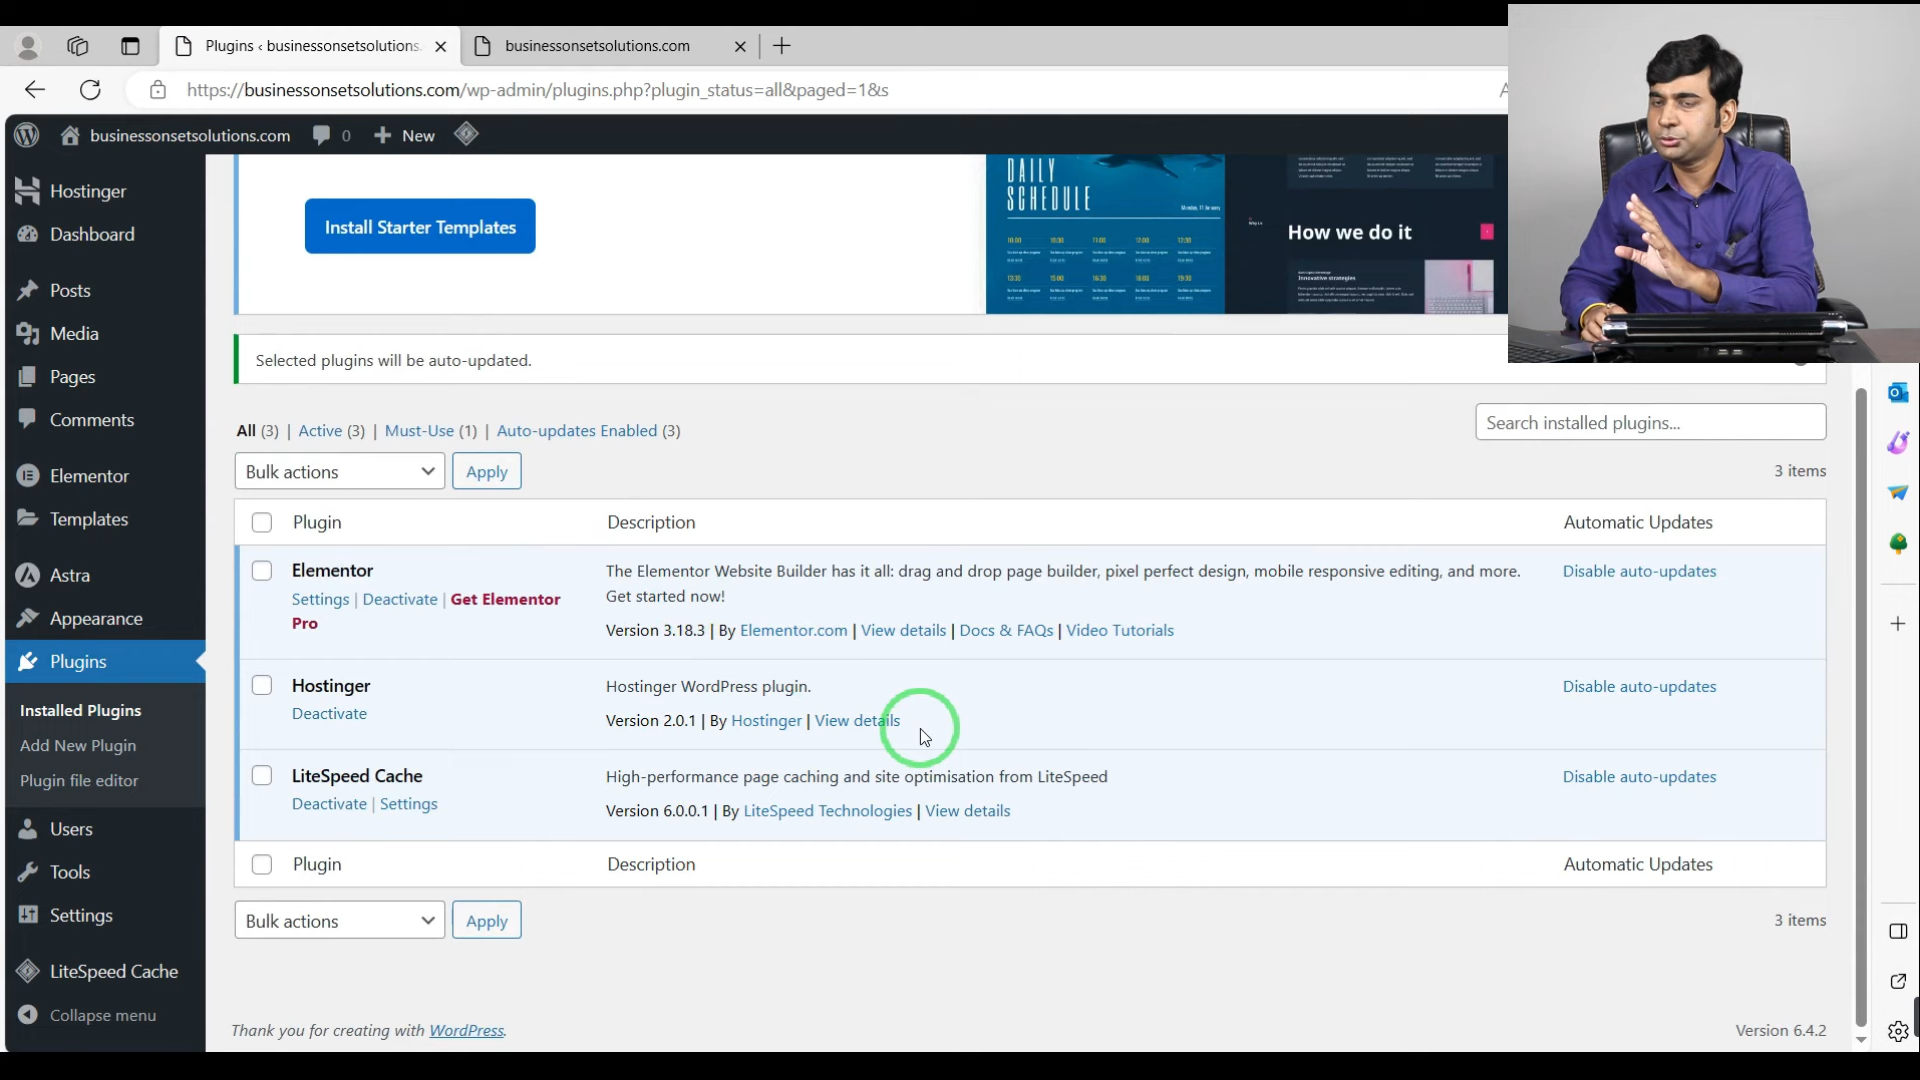 Plugins ‹ businessonsetsolutions.
businessonsetsolutions.com
https://businessonsetsolutions.com/wp-admin/plugins.php?plugin_status=all&paged=1&s
businessonsetsolutions.com
0
New
Hostinger
Dashboard
Posts
Media
Pages
Comments
Elementor
Templates
Astra
Appearance
Plugins
Installed Plugins
Add New Plugin
Plugin file editor
Users
Tools
Settings
LiteSpeed Cache
Collapse menu
Install Starter Templates
DAILY
SCHEDULE
How we do it
Innovative strategies
Selected plugins will be auto-updated.
All (3) | Active (3) | Must-Use (1) | Auto-updates Enabled (3)
Search installed plugins...
Bulk actions
Apply
3 items
Plugin Description Automatic Updates
Elementor
Settings | Deactivate | Get Elementor
Pro
The Elementor Website Builder has it all: drag and drop page builder, pixel perfect design, mobile responsive editing, and more.
Get started now!
Version 3.18.3 | By Elementor.com | View details | Docs & FAQs | Video Tutorials
Disable auto-updates
Hostinger
Deactivate
Hostinger WordPress plugin.
Version 2.0.1 | By Hostinger | View details
Disable auto-updates
LiteSpeed Cache
Deactivate | Settings
High-performance page caching and site optimisation from LiteSpeed
Version 6.0.0.1 | By LiteSpeed Technologies | View details
Disable auto-updates
Plugin Description Automatic Updates
Bulk actions
Apply
3 items
Thank you for creating with WordPress.
Version 6.4.2